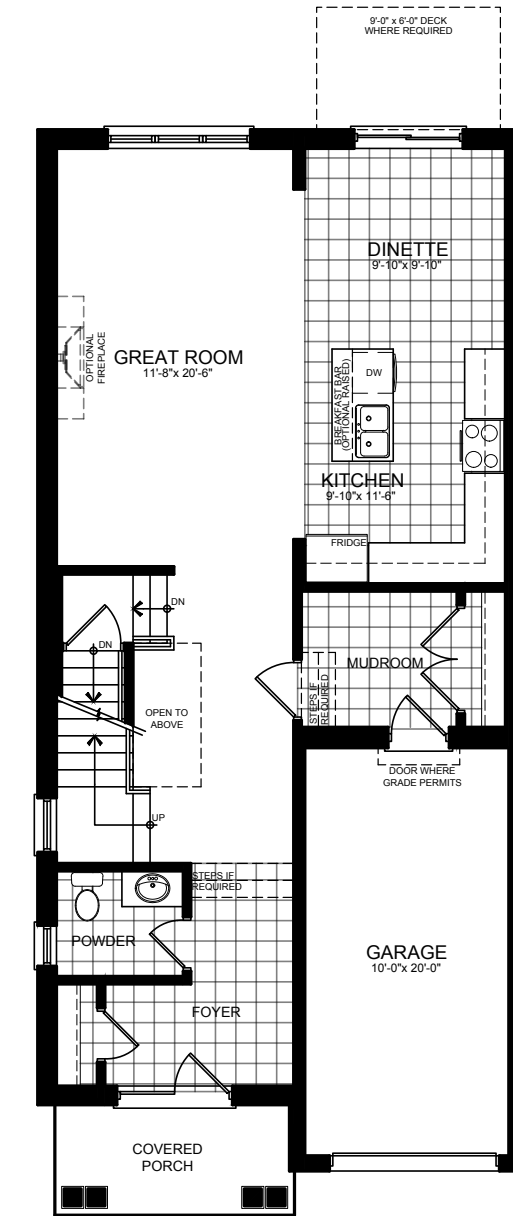 9'-0" x 6'-0" DECK
WHERE REQUIRED
DINETTE
9'-10"x 9'-10"
OPTIONAL
FIREPLACE
GREAT ROOM
11'-8"x 20'-6"
BREAKFAST BAR
(OPTIONAL RAISED)
DW
KITCHEN
9'-10" x 11'-6"
FRIDGE
DN
DN
MUDROOM
STEPS IF
REQUIRED
OPEN TO
ABOVE
DOOR WHERE
GRADE PERMITS
UP
STEPS IF
REQUIRED
POWDER
GARAGE
10'-0"x 20'-0"
FOYER
COVERED
PORCH